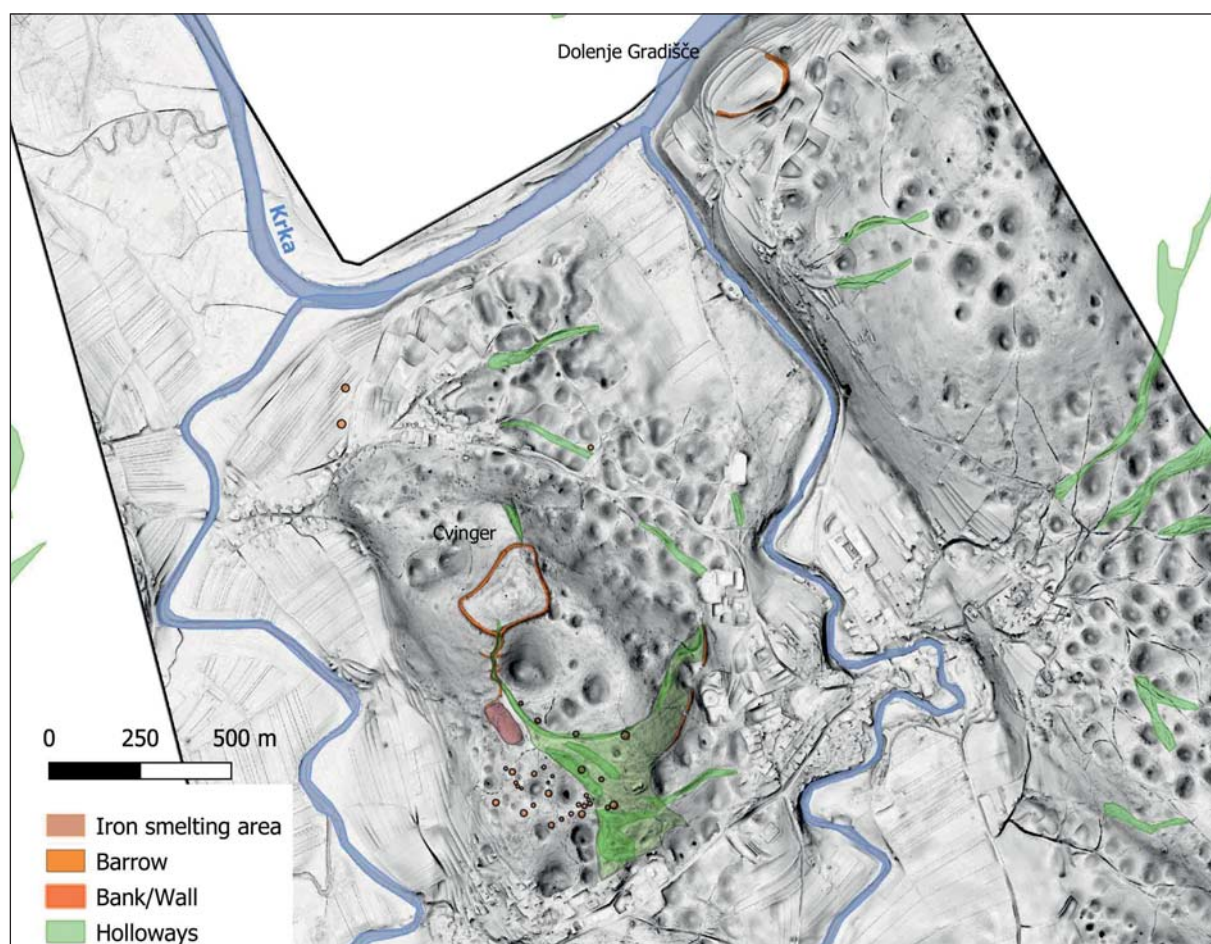 Dolenje Gradišče
Krka
Cvinger
0 250 500 m
Iron smelting area
Barrow
Bank/Wall
Holloways